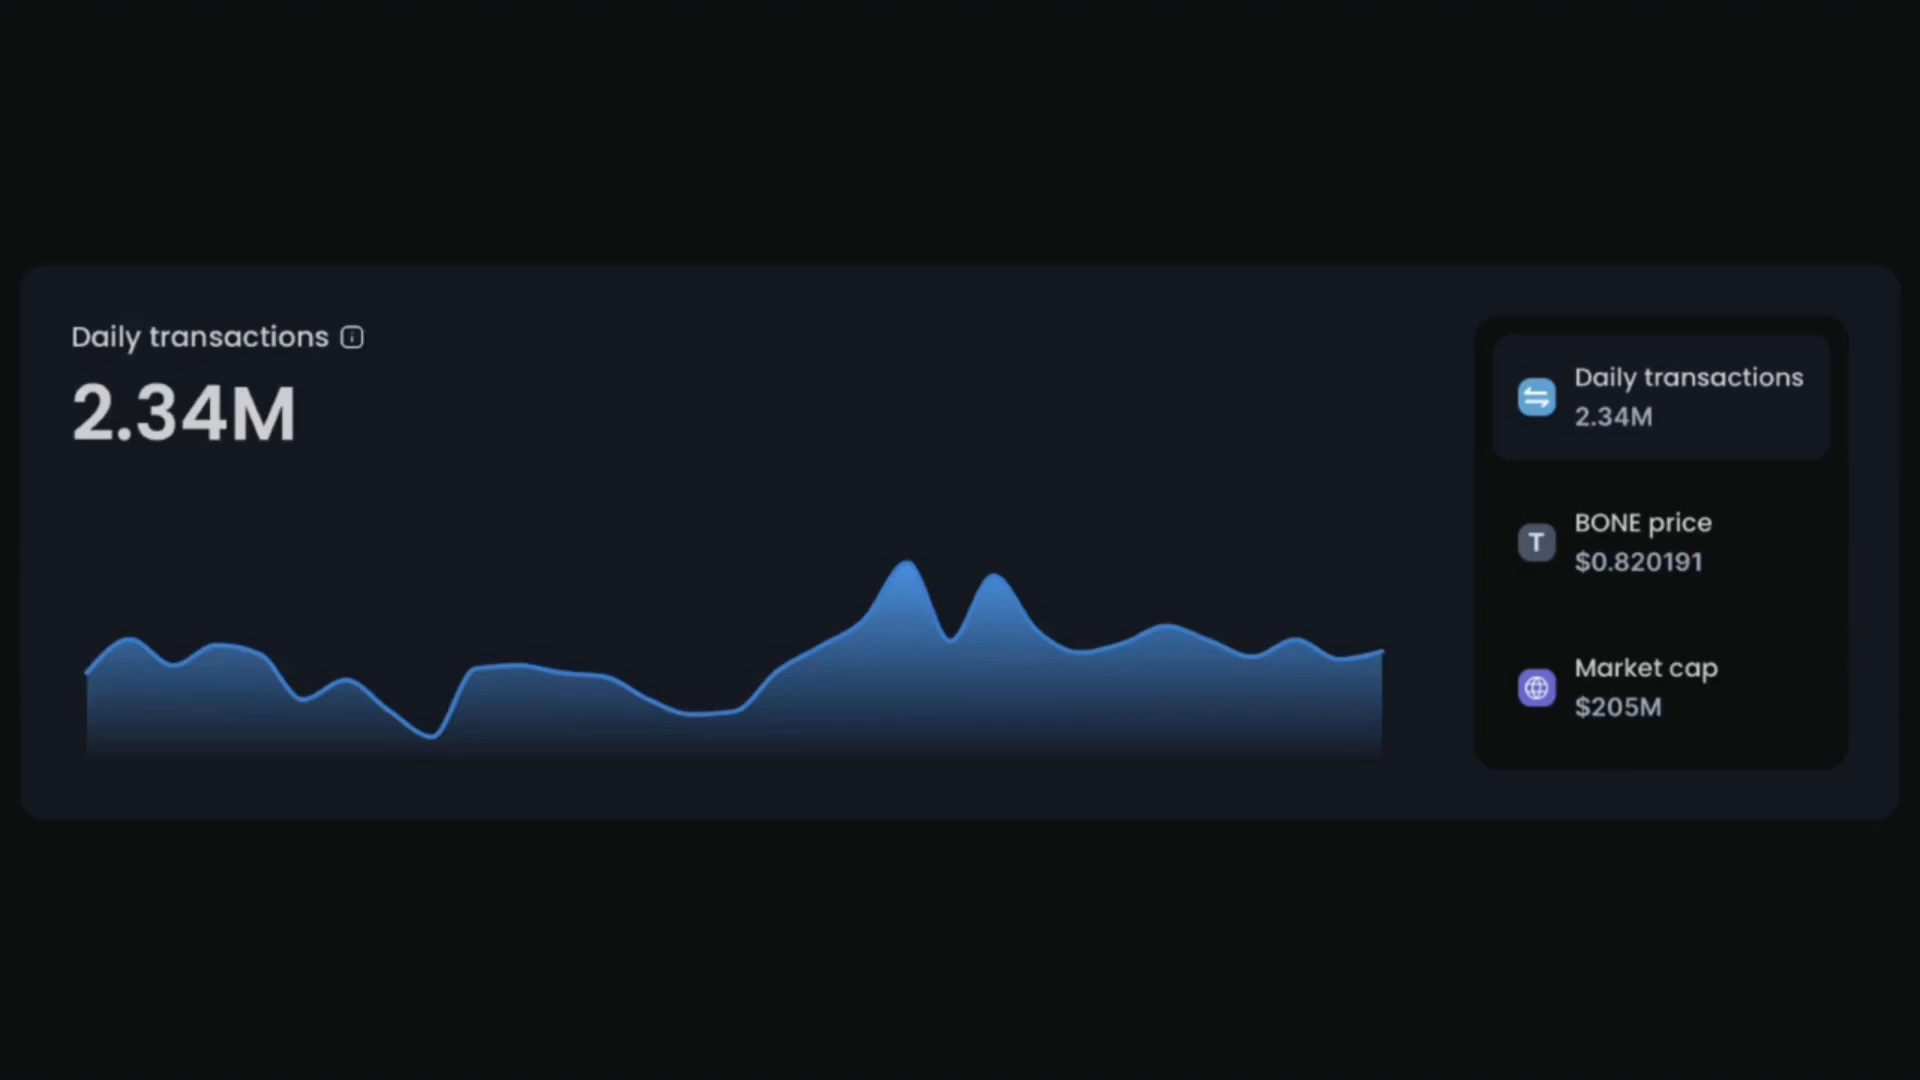 Daily transactions
2.34M
Daily transactions
2.34M
T
BONE price
$0.820191
Market cap
$205M